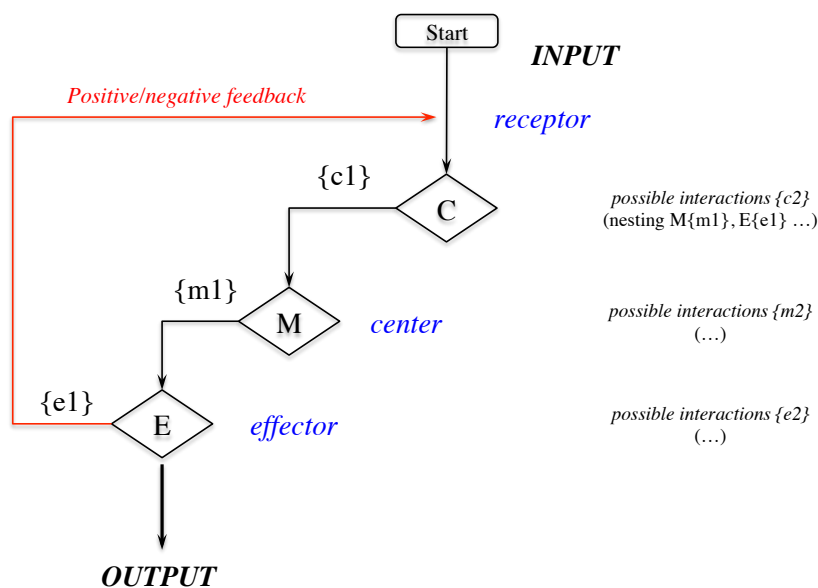 Start
INPUT
Positive/negative feedback
receptor
{c1}
C
possible interactions {c2}
(nesting M{m1}, E{e1} …)
{m1}
M
center
possible interactions {m2}
(…)
{e1}
E
effector
possible interactions {e2}
(…)
OUTPUT